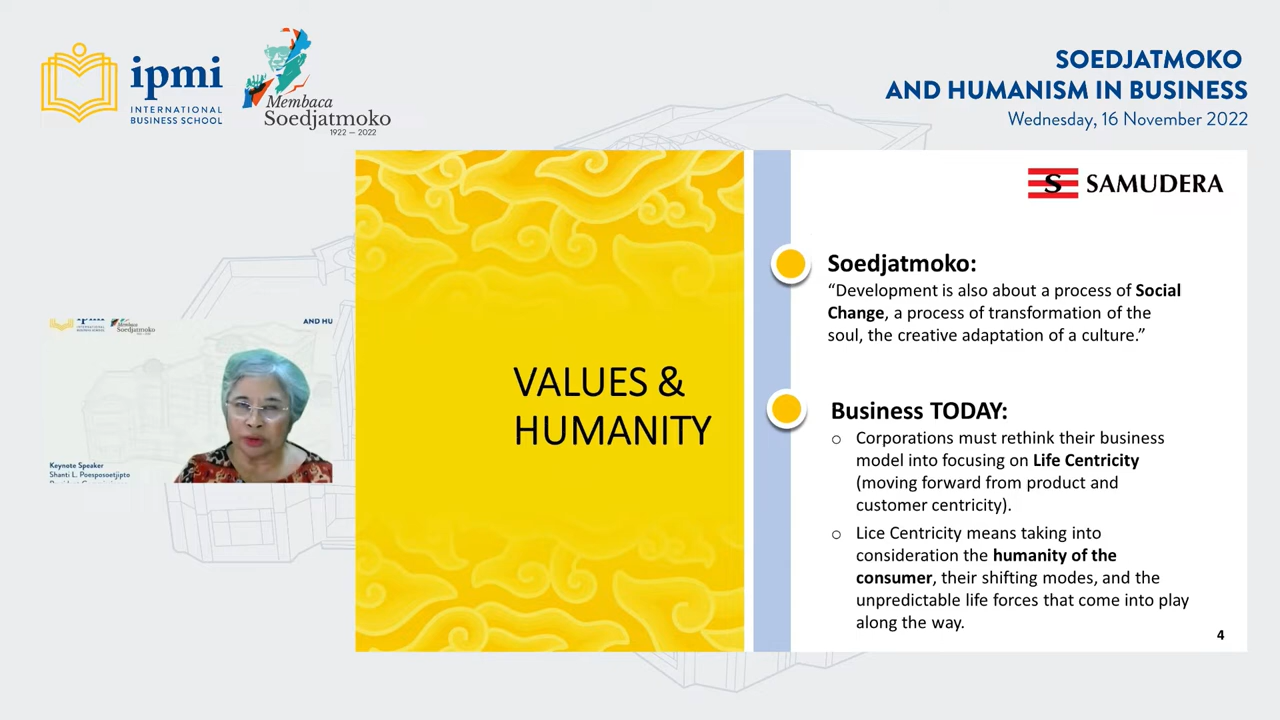 ipmi
INTERNATIONAL
BUSINESS SCHOOL
Membaca
Soedjatmoko
1922 — 2022
SOEDJATMOKO
AND HUMANISM IN BUSINESS
Wednesday, 16 November 2022
AND HU
Keynote Speaker
Shanti L. Poesposoetjipto
VALUES &
HUMANITY
S SAMUDERA
Soedjatmoko:
“Development is also about a process of Social
Change, a process of transformation of the
soul, the creative adaptation of a culture.”
Business TODAY:
o Corporations must rethink their business
model into focusing on Life Centricity
(moving forward from product and
customer centricity).
o Lice Centricity means taking into
consideration the humanity of the
consumer, their shifting modes, and the
unpredictable life forces that come into play
along the way.
4